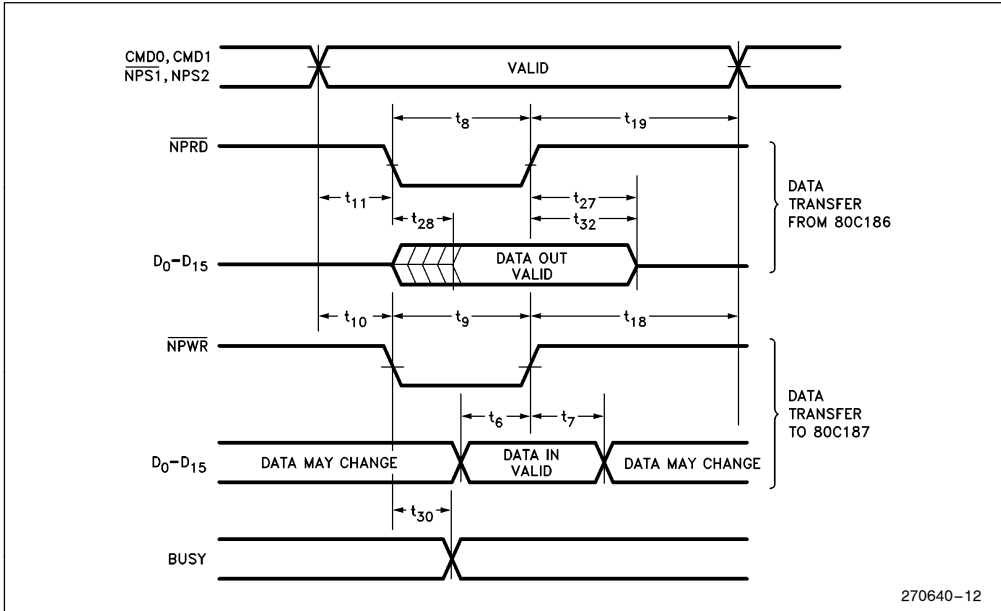 CMD0, CMD1
NPS1, NPS2
VALID
t8
t19
NPRD
t11
t27
t28
t32
DATA
TRANSFER
FROM 80C186
D0–D15
DATA OUT
VALID
t10
t9
t18
NPWR
t6
t7
DATA
TRANSFER
TO 80C187
D0–D15
DATA MAY CHANGE
DATA IN
VALID
DATA MAY CHANGE
t30
BUSY
270640–12